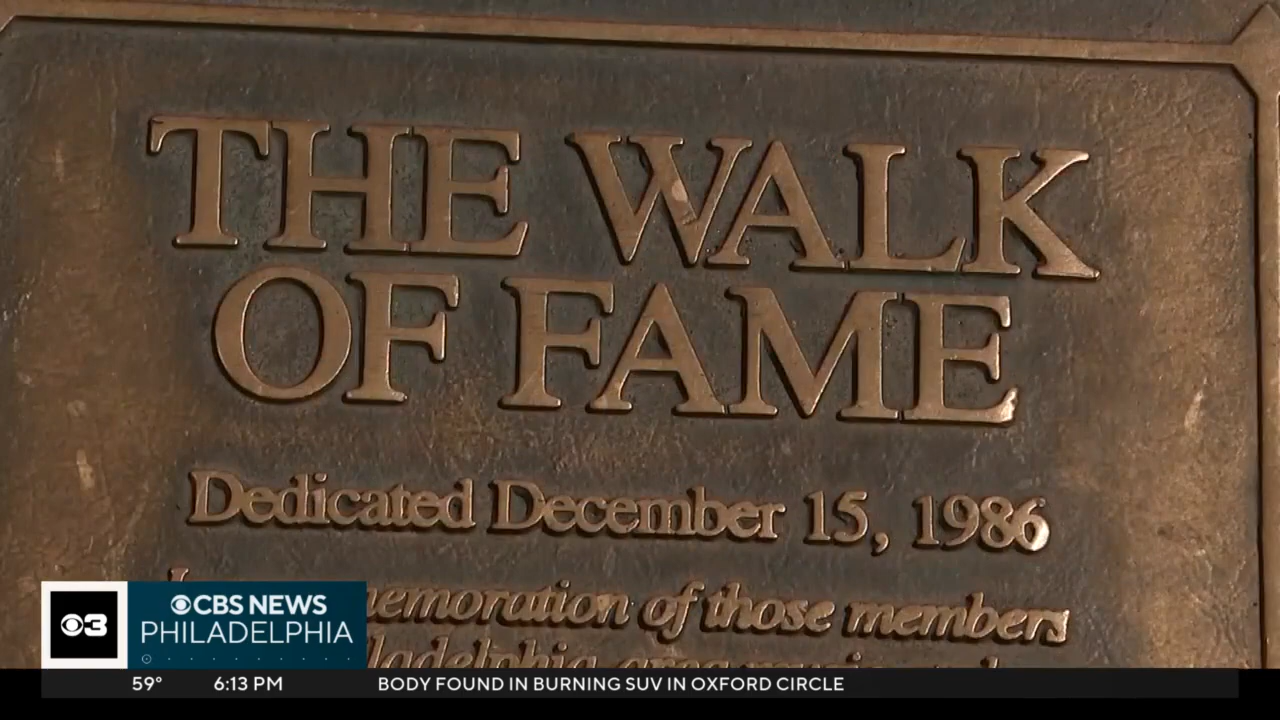 THE WALK
OF FAME
Dedicated December 15, 1986
of those members
CBS NEWS
PHILADELPHIA
3
59° 6:13 PM BODY FOUND IN BURNING SUV IN OXFORD CIRCLE